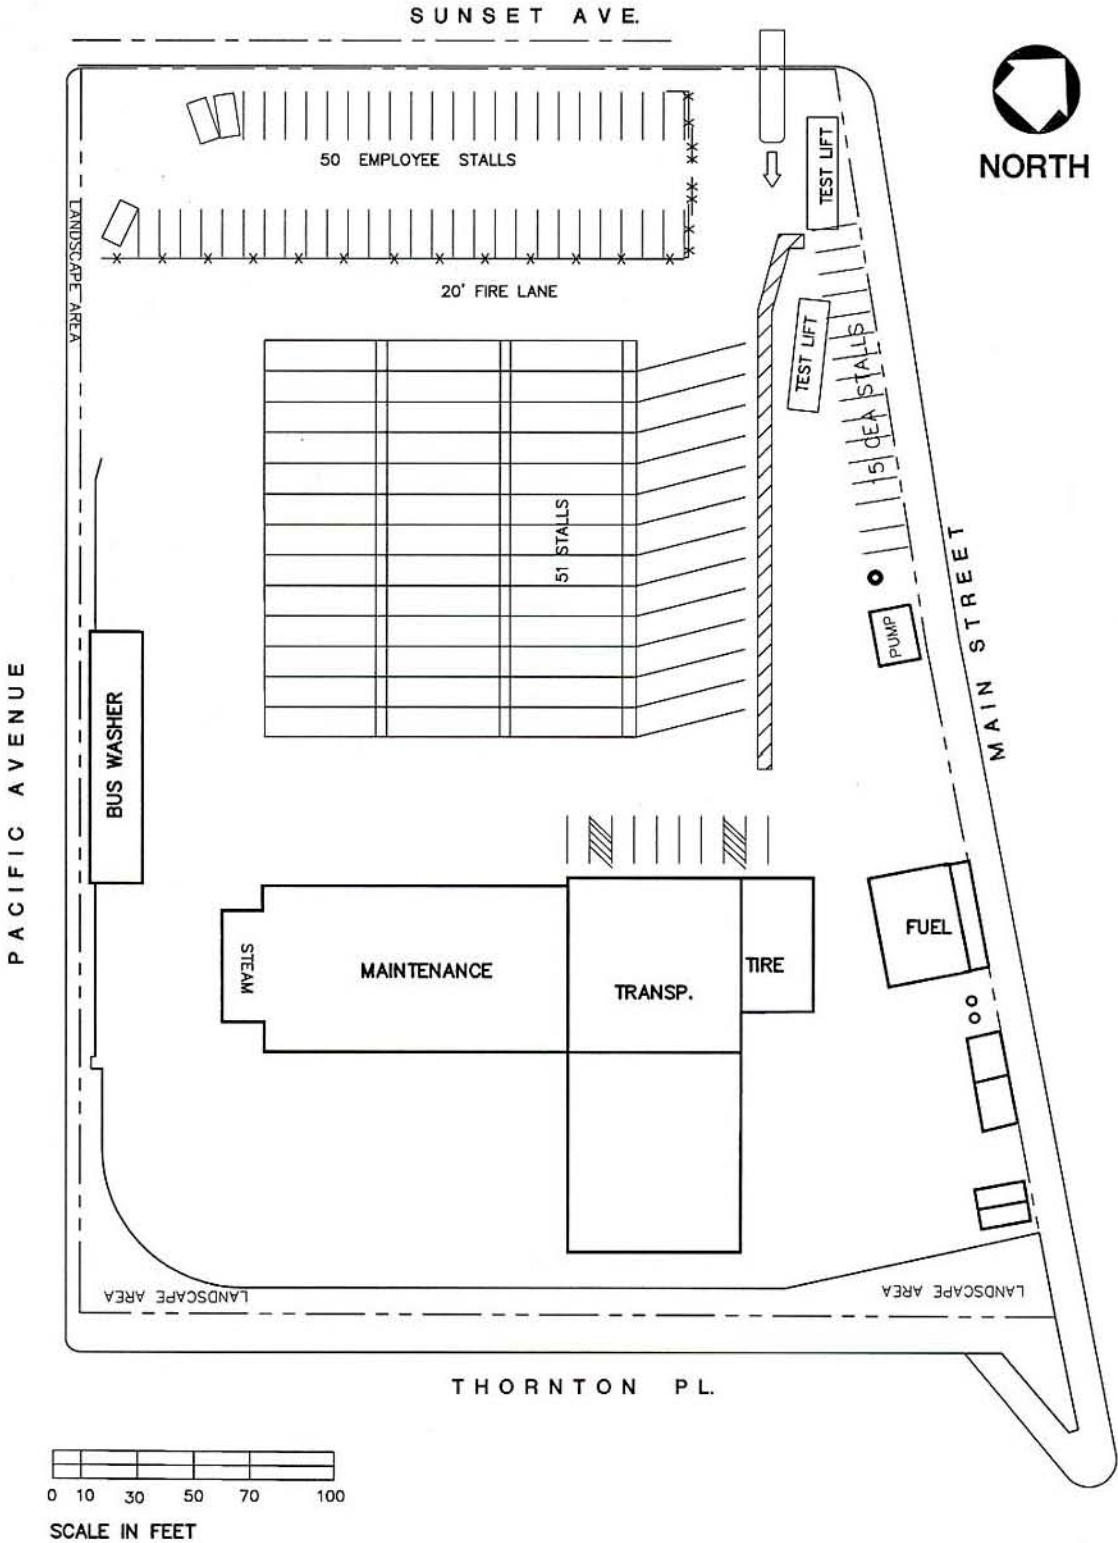 SUNSET AVE.
NORTH
50 EMPLOYEE STALLS
TEST LIFT
LANDSCAPE AREA
20' FIRE LANE
TEST LIFT
15 CEA STALLS
51 STALLS
PUMP
MAIN STREET
PACIFIC AVENUE
BUS WASHER
STEAM
MAINTENANCE
TRANSP.
TIRE
FUEL
LANDSCAPE AREA
LANDSCAPE AREA
THORNTON PL.
0 10 30 50 70 100
SCALE IN FEET